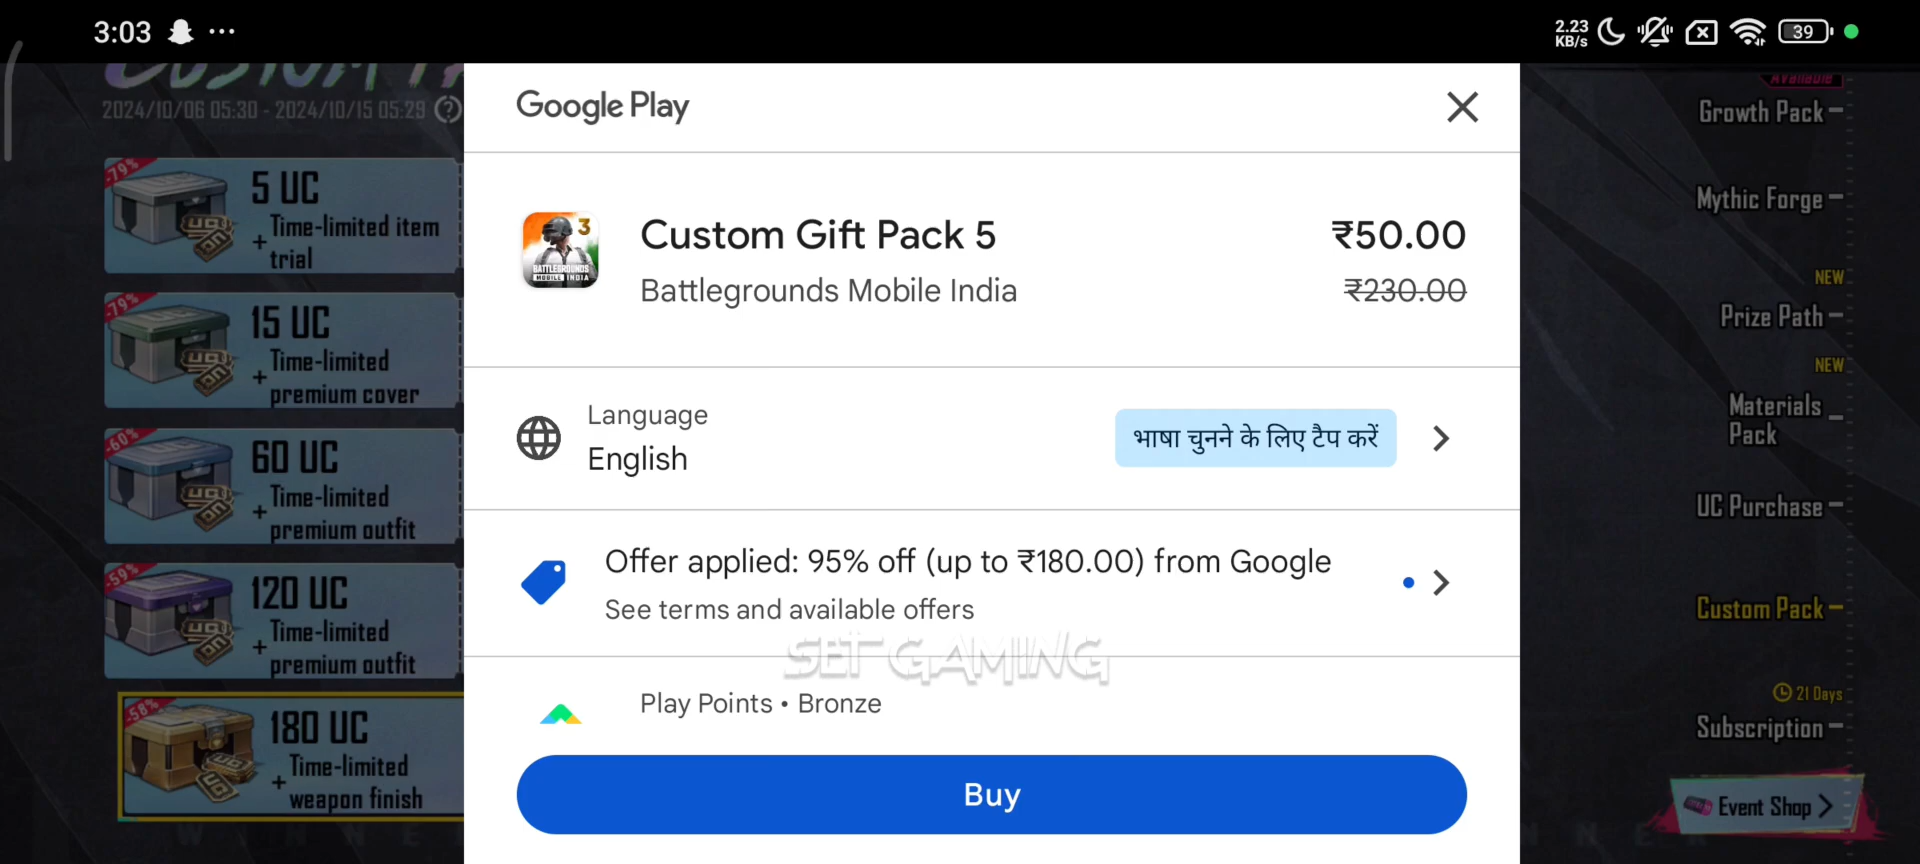 3:03
2.23
KB/s
39
2024/10/06 05:30 - 2024/10/15 05:29
-79%
5 UC
+ Time-limited item
trial
-79%
15 UC
+ Time-limited
premium cover
-60%
60 UC
+ Time-limited
premium outfit
-59%
120 UC
+ Time-limited
premium outfit
-58%
180 UC
+ Time-limited
weapon finish
Google Play
3
BATTLEGROUNDS
MOBILE INDIA
Custom Gift Pack 5
₹50.00
Battlegrounds Mobile India
₹230.00
Language
English
भाषा चुनने के लिए टैप करें
Offer applied: 95% off (up to ₹180.00) from Google
See terms and available offers
SET GAMING
Play Points • Bronze
Buy
Available
Growth Pack
Mythic Forge
NEW
Prize Path
NEW
Materials
Pack
UC Purchase
Custom Pack
21 Days
Subscription
Event Shop